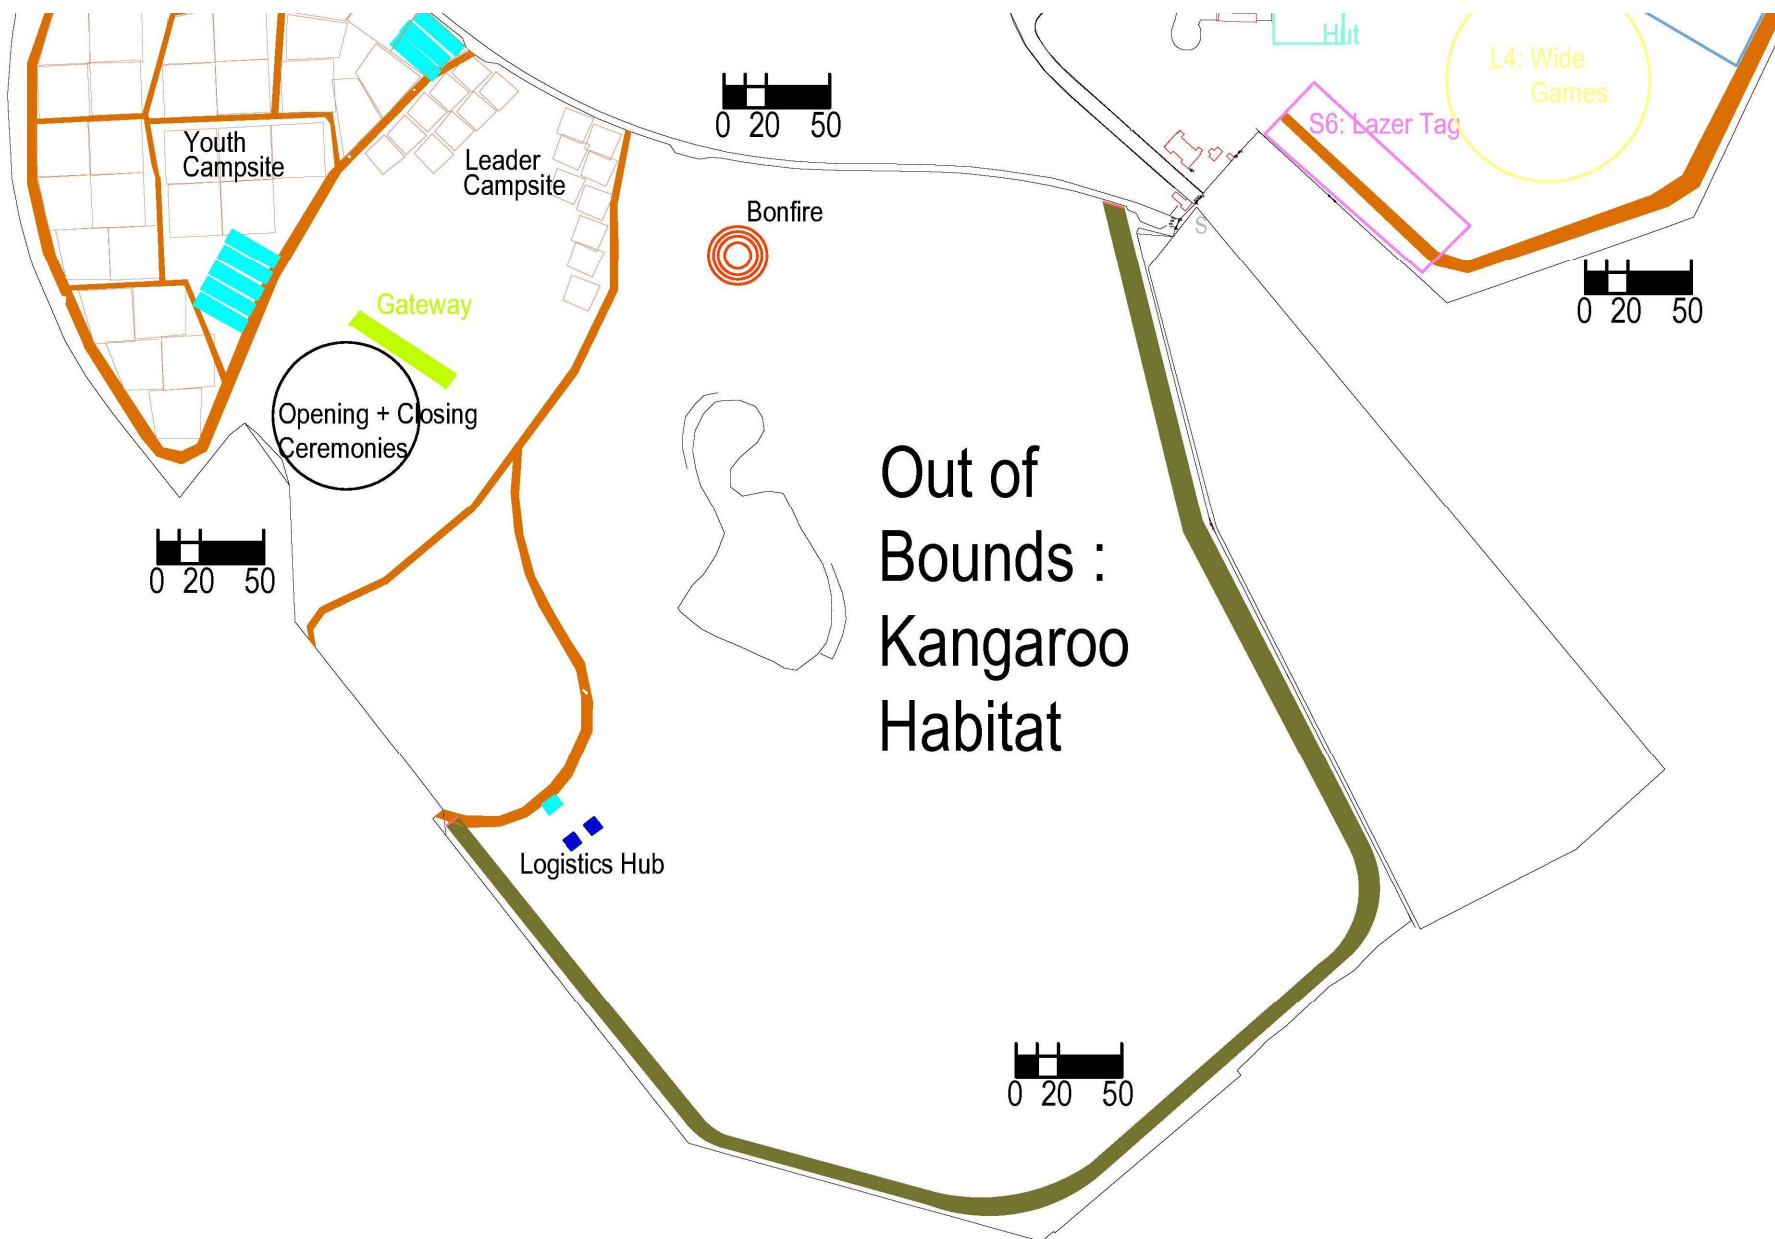 Hut
L4: Wide
Games
S6: Lazer Tag
0 20 50
Youth
Campsite
Leader
Campsite
Bonfire
S
Gateway
0 20 50
Opening + Closing
Ceremonies
Out of
Bounds :
Kangaroo
Habitat
0 20 50
Logistics Hub
0 20 50